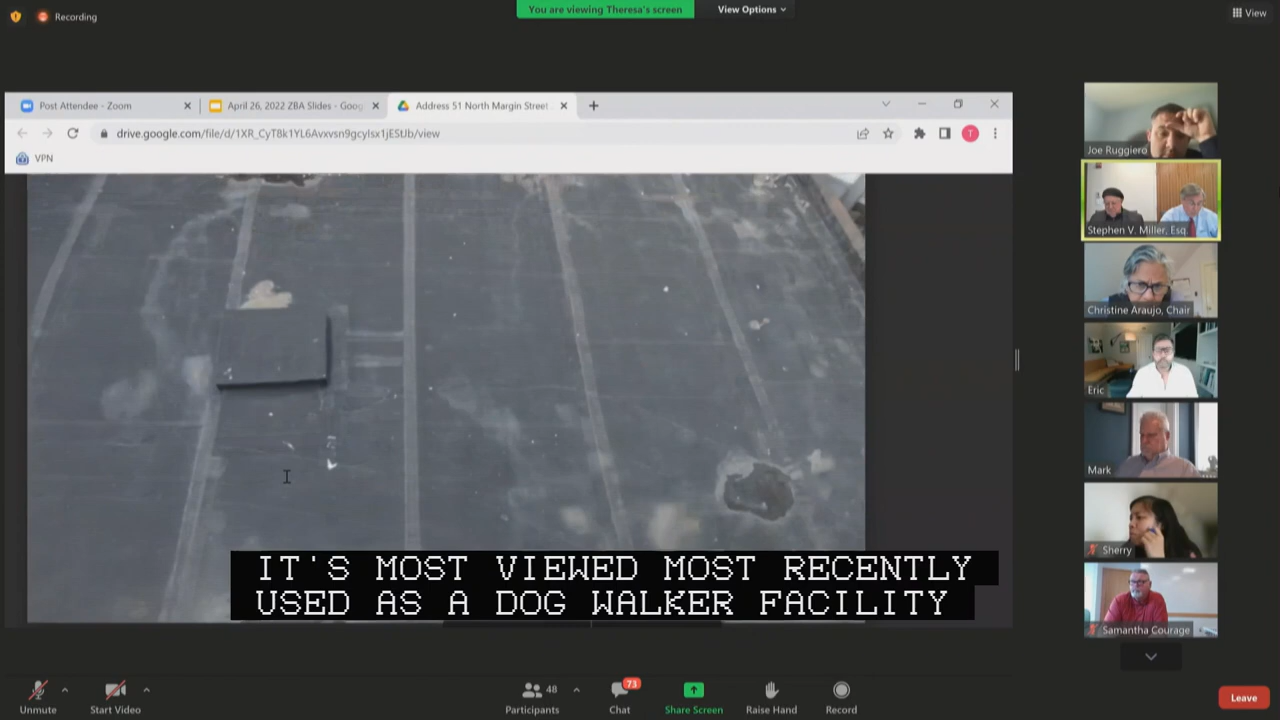 Recording
You are viewing Theresa's screen
View Options
View
Post Attendee - Zoom
April 26, 2022 ZBA Slides - Goog
Address 51 North Margin Street
drive.google.com/file/d/1XR_CyT8k1YL6Avxvsn9gcyIsx1jEStJb/view
T
VPN
Joe Ruggiero
Stephen V. Miller, Esq.
Christine Araujo, Chair
Eric
Mark
Sherry
Samantha Courage
IT'S MOST VIEWED MOST RECENTLY
USED AS A DOG WALKER FACILITY
Unmute
Start Video
48
Participants
73
Chat
Share Screen
Raise Hand
Record
Leave